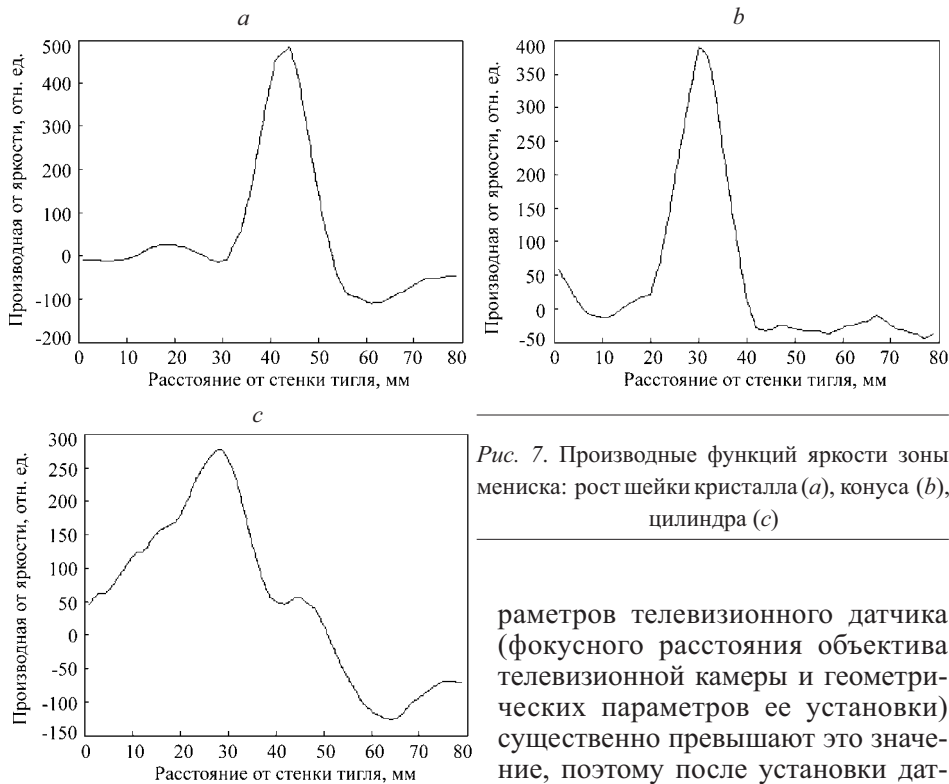 a
500
400
300
200
100
0
-100
-200
Производная от яркости, отн. ед.
0 10 20 30 40 50 60 70 80
Расстояние от стенки тигля, мм
b
400
350
300
250
200
150
100
50
0
-50
Производная от яркости, отн. ед.
0 10 20 30 40 50 60 70 80
Расстояние от стенки тигля, мм
c
300
250
200
150
100
50
0
-50
-100
-150
Производная от яркости, отн. ед.
0 10 20 30 40 50 60 70 80
Расстояние от стенки тигля, мм
Рис. 7. Производные функций яркости зоны
мениска: рост шейки кристалла (a), конуса (b),
цилиндра (c)
раметров телевизионного датчика
(фокусного расстояния объектива
телевизионной камеры и геометри-
ческих параметров ее установки)
существенно превышают это значе-
ние, поэтому после установки дат-